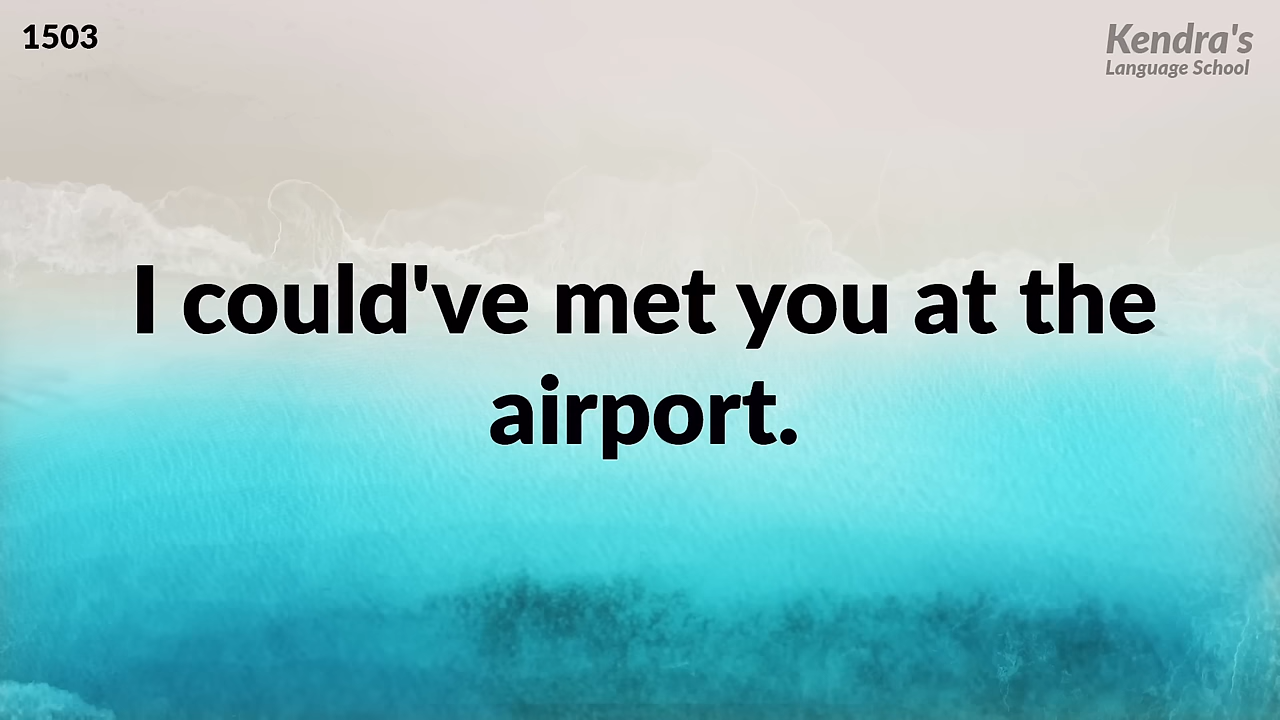 1503
Kendra's
Language School
I could've met you at the
airport.